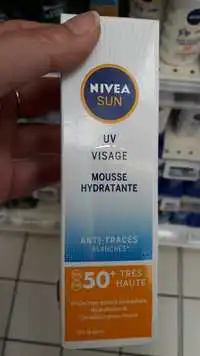 NIVEA
SUN
UV
VISAGE
MOUSSE
HYDRATANTE
ANTI-TRACES
BLANCHES*
50+ TRÈS
HAUTE